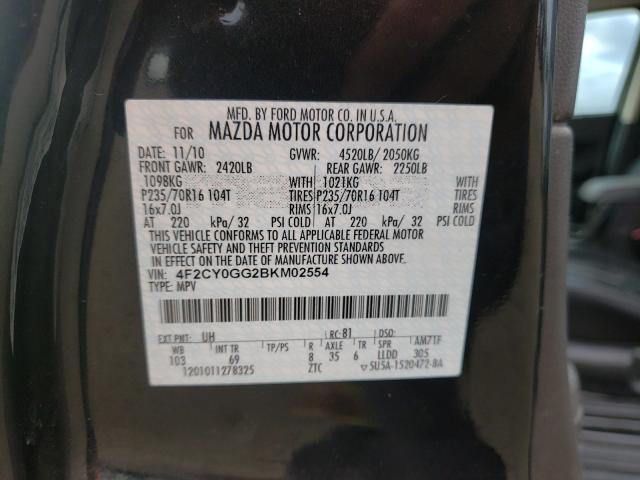 MFD. BY FORD MOTOR CO. IN U.S.A.
FOR MAZDA MOTOR CORPORATION
DATE: 11/10 GVWR: 4520LB/ 2050KG
FRONT GAWR: 2420LB REAR GAWR: 2250LB
1098KG WITH 1021KG WITH
P235/70R16 104T TIRES P235/70R16 104T TIRES
16x7.0J RIMS 16x7.0J RIMS
AT 220 kPa/ 32 PSI COLD AT 220 kPa/ 32 PSI COLD
THIS VEHICLE CONFORMS TO ALL APPLICABLE FEDERAL MOTOR
VEHICLE SAFETY AND THEFT PREVENTION STANDARDS
IN EFFECT ON THE DATE OF MANUFACTURE SHOWN ABOVE.
VIN: 4F2CY0GG2BKM02554
TYPE: MPV
EXT PNT: UH RC: 81 DSO:
WB INT TR TP/PS R AXLE TR SPR AM71F
103 69 8 35 6 LLDD 305
1201011278325 ZTC 5U5A-1520472-BA